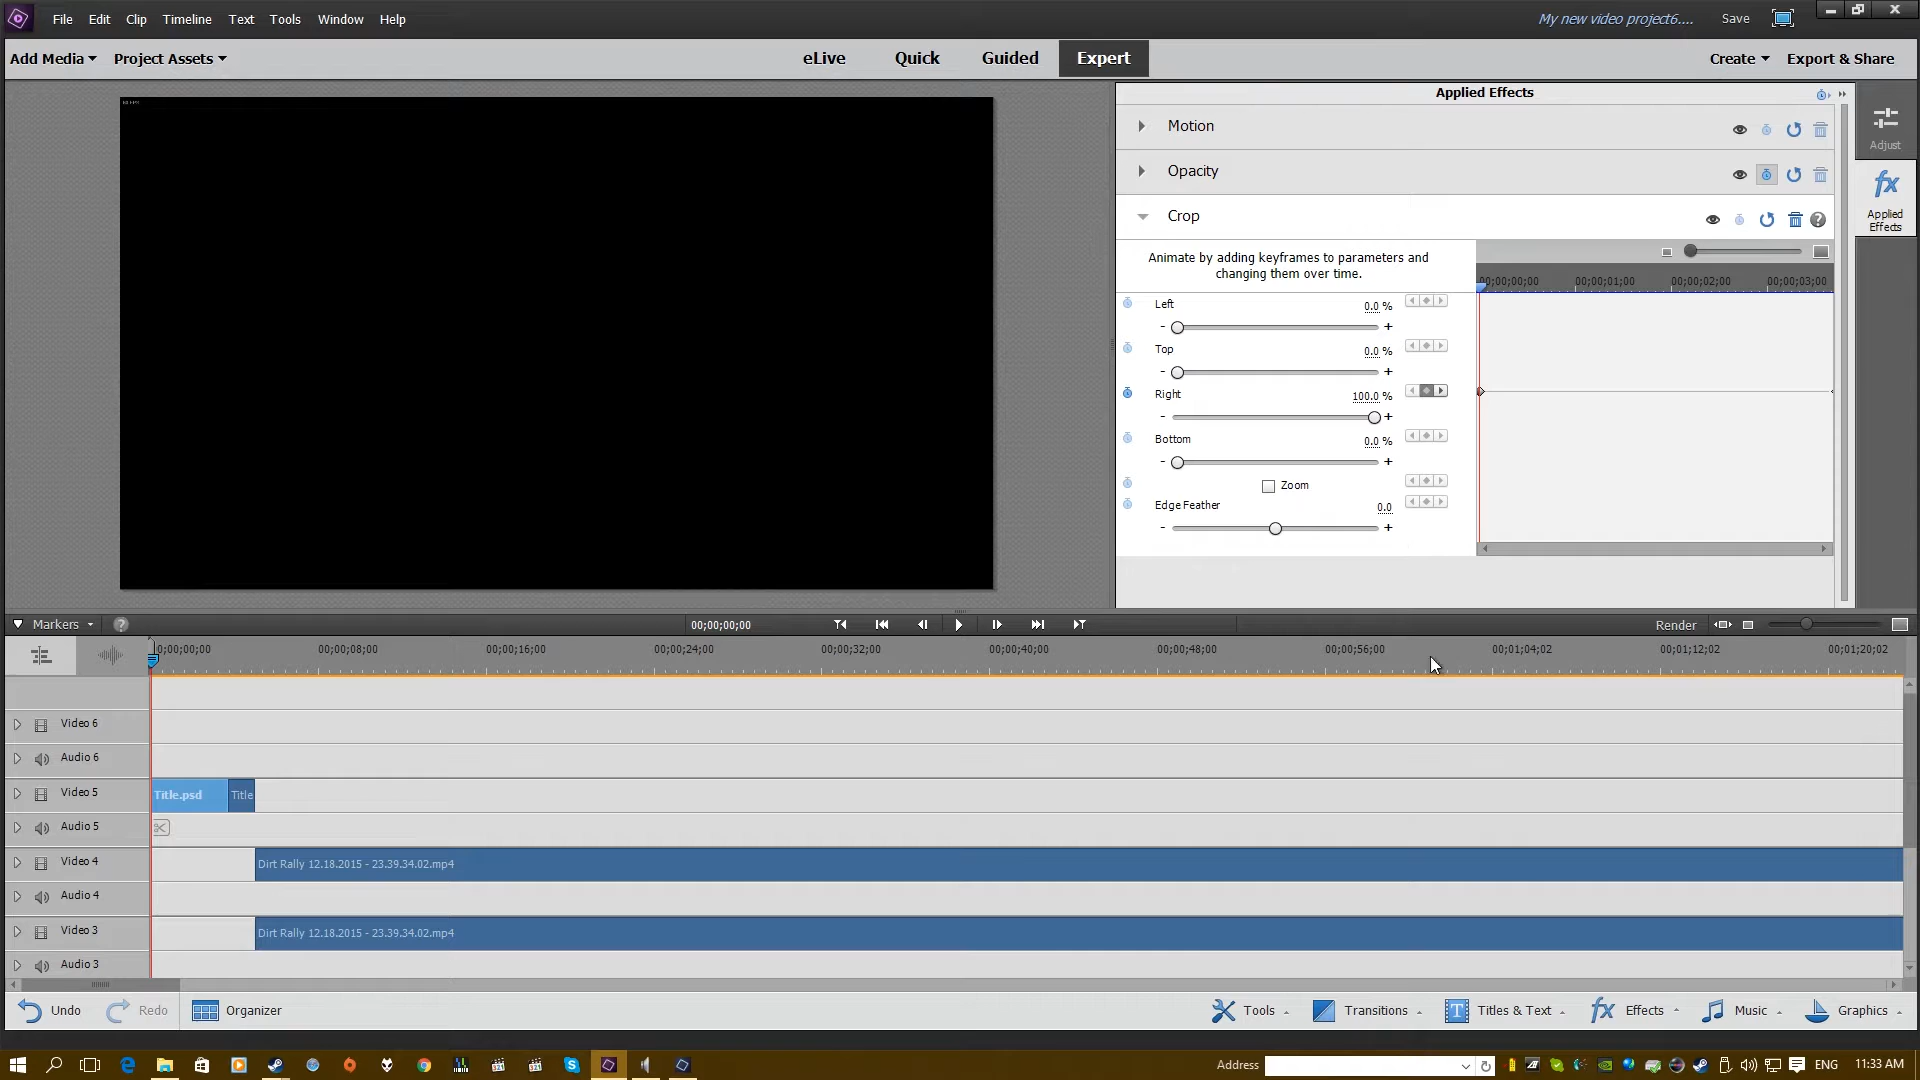 File Edit Clip Timeline Text Tools Window Help
My new video project6.... Save
Add Media Project Assets
eLive Quick Guided Expert
Create Export & Share
Applied Effects
Motion
Opacity
Crop
Adjust
Applied
Effects
Animate by adding keyframes to parameters and
changing them over time.
00;00;00;00 00;00;01;00 00;00;02;00 00;00;03;00
Left 0.0 %
- +
Top 0.0 %
- +
Right 100.0 %
- +
Bottom 0.0 %
- +
Zoom
Edge Feather 0.0
- +
Markers
00;00;00;00
Render
00;00;00;00 00;00;08;00 00;00;16;00 00;00;24;00 00;00;32;00 00;00;40;00 00;00;48;00 00;00;56;00 00;01;04;02 00;01;12;02 00;01;20;02
Video 6
Audio 6
Video 5 Title.psd Title
Audio 5
Video 4 Dirt Rally 12.18.2015 - 23.39.34.02.mp4
Audio 4
Video 3 Dirt Rally 12.18.2015 - 23.39.34.02.mp4
Audio 3
Undo Redo Organizer
Tools Transitions Titles & Text Effects Music Graphics
Address
ENG 11:33 AM